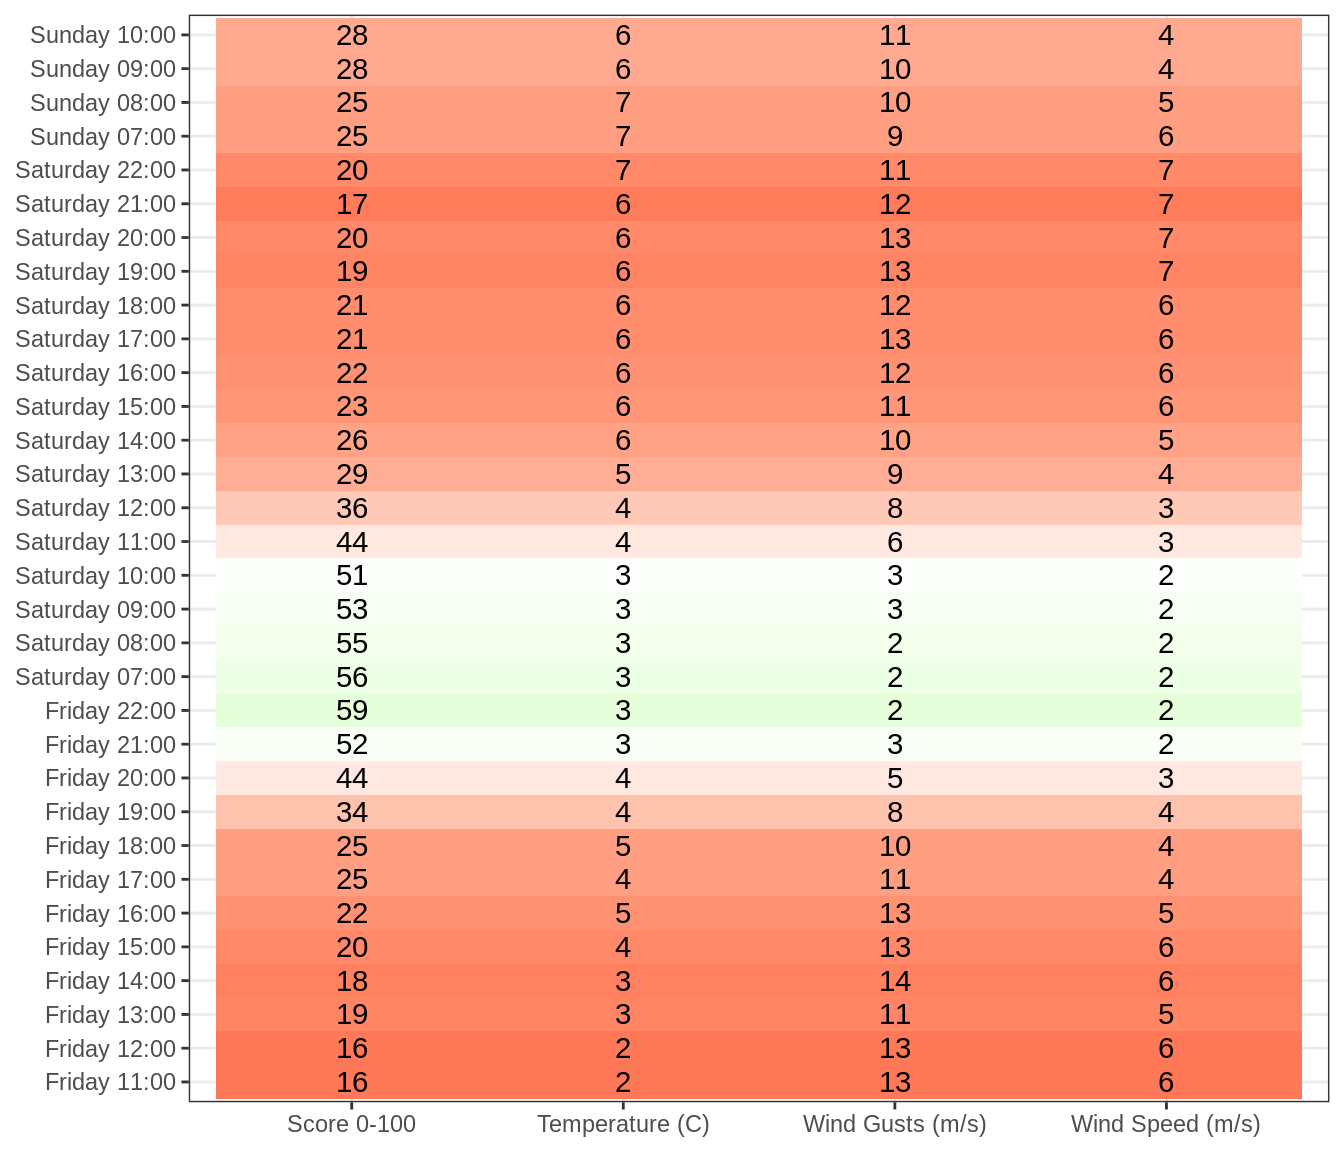 Sunday 10:00 28 6 11 4
Sunday 09:00 28 6 10 4
Sunday 08:00 25 7 10 5
Sunday 07:00 25 7 9 6
Saturday 22:00 20 7 11 7
Saturday 21:00 17 6 12 7
Saturday 20:00 20 6 13 7
Saturday 19:00 19 6 13 7
Saturday 18:00 21 6 12 6
Saturday 17:00 21 6 13 6
Saturday 16:00 22 6 12 6
Saturday 15:00 23 6 11 6
Saturday 14:00 26 6 10 5
Saturday 13:00 29 5 9 4
Saturday 12:00 36 4 8 3
Saturday 11:00 44 4 6 3
Saturday 10:00 51 3 3 2
Saturday 09:00 53 3 3 2
Saturday 08:00 55 3 2 2
Saturday 07:00 56 3 2 2
Friday 22:00 59 3 2 2
Friday 21:00 52 3 3 2
Friday 20:00 44 4 5 3
Friday 19:00 34 4 8 4
Friday 18:00 25 5 10 4
Friday 17:00 25 4 11 4
Friday 16:00 22 5 13 5
Friday 15:00 20 4 13 6
Friday 14:00 18 3 14 6
Friday 13:00 19 3 11 5
Friday 12:00 16 2 13 6
Friday 11:00 16 2 13 6
Score 0-100 Temperature (C) Wind Gusts (m/s) Wind Speed (m/s)